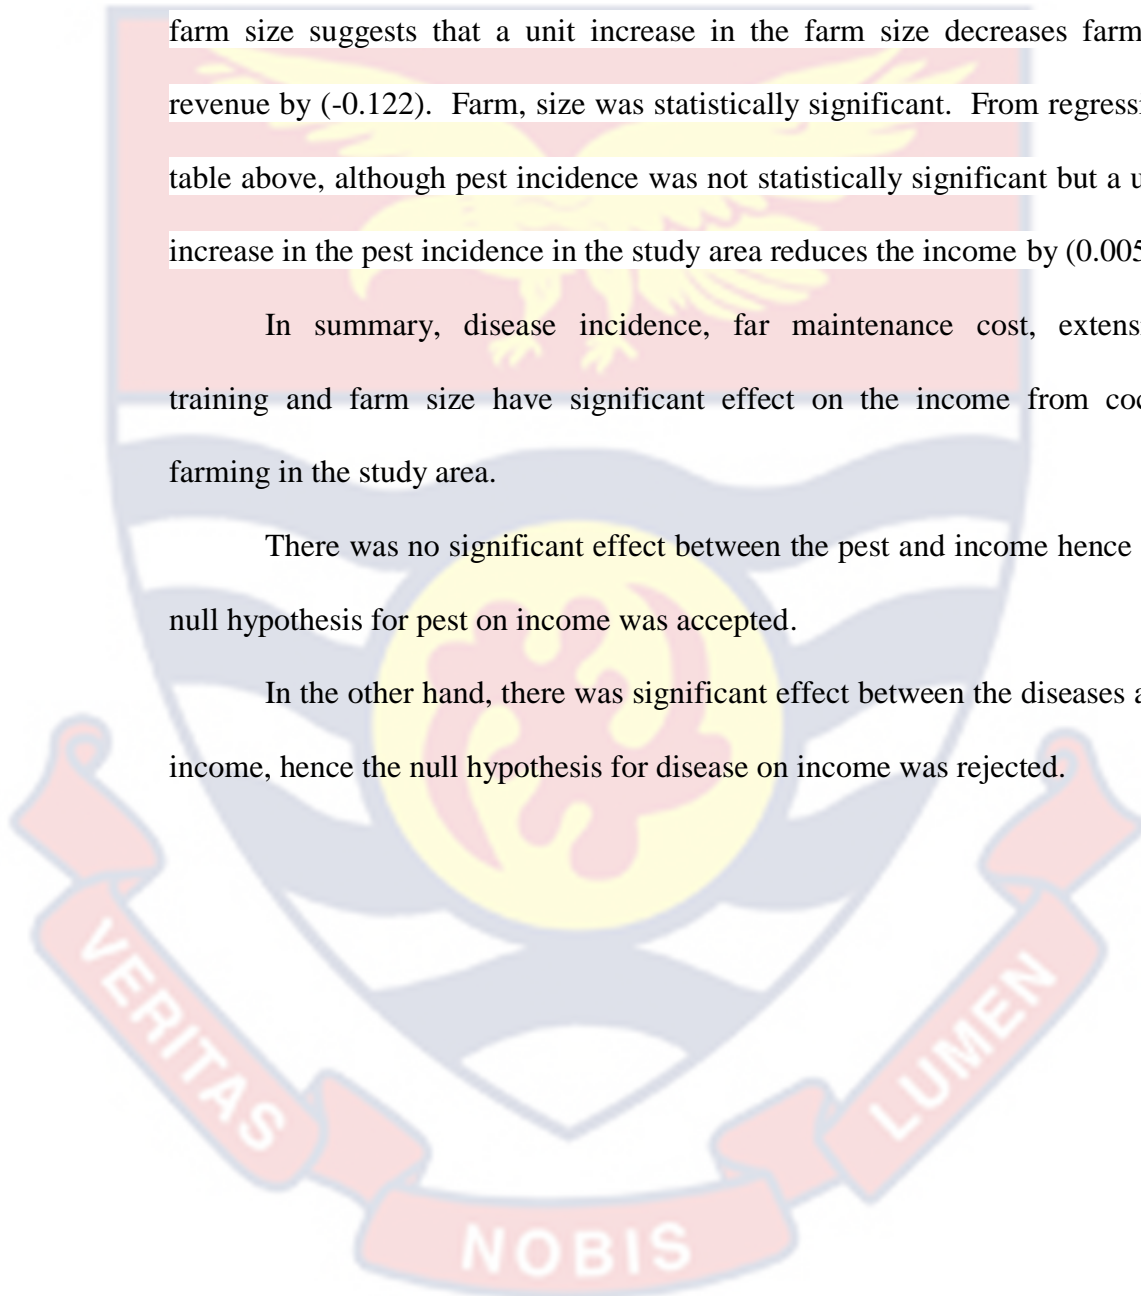 farm size suggests that a unit increase in the farm size decreases farm
revenue by (-0.122). Farm, size was statistically significant. From
table above, although pest incidence was not statistically significant but a
increase in the pest incidence in the study area reduces the income by (0.005
In summary, disease incidence, far maintenance cost,
training and farm size have significant effect on the income from
farming in the study area.
There was no significant effect between the pest and income hence
null hypothesis for pest on income was accepted.
In the other hand, there was significant effect between the diseases
income, hence the null hypothesis for disease on income was rejected.
VERITAS
NOBIS
LUMEN